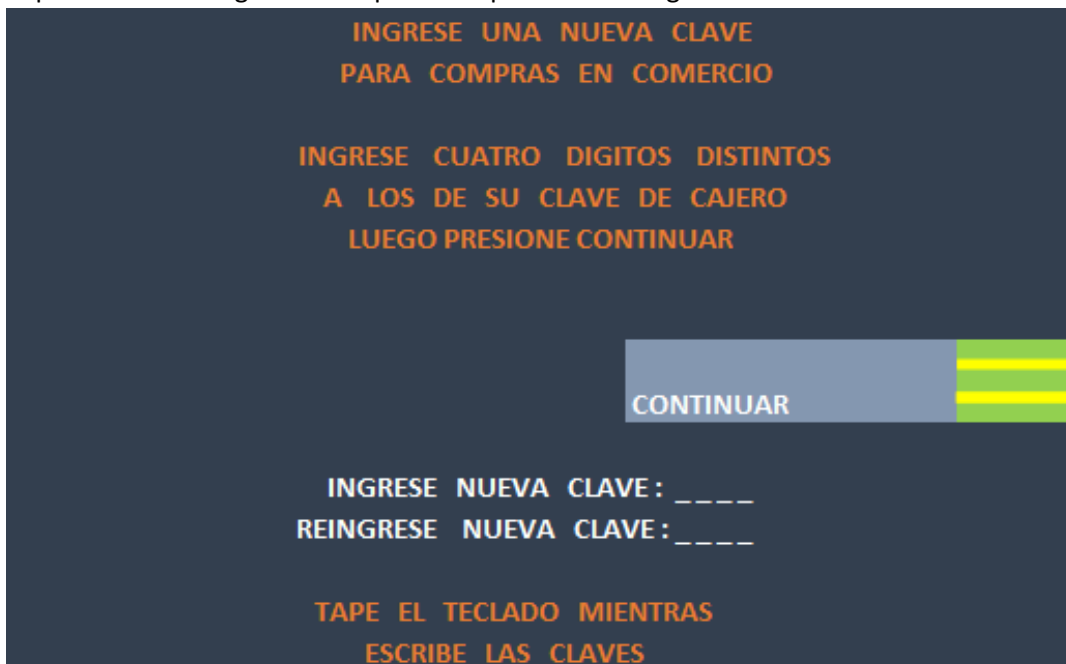 INGRESE UNA NUEVA CLAVE
PARA COMPRAS EN COMERCIO
INGRESE CUATRO DIGITOS DISTINTOS
A LOS DE SU CLAVE DE CAJERO
LUEGO PRESIONE CONTINUAR
CONTINUAR
INGRESE NUEVA CLAVE: _ _ _ _
REINGRESE NUEVA CLAVE:_ _ _ _
TAPE EL TECLADO MIENTRAS
ESCRIBE LAS CLAVES